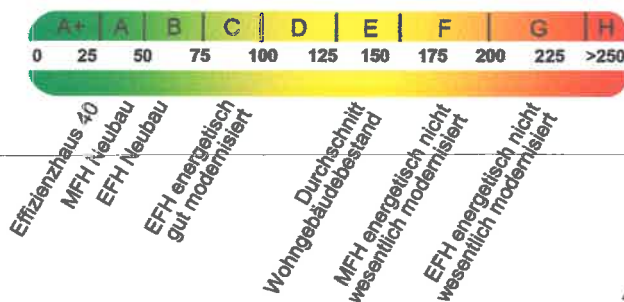 A+ A B C D E F G H
0 25 50 75 100 125 150 175 200 225 >250
Effizienzhaus 40
MFH Neubau
EFH Neubau
EFH energetisch
gut modernisiert
Durchschnitt
Wohngebäudebestand
MFH energetisch nicht
wesentlich modernisiert
EFH energetisch nicht
wesentlich modernisiert